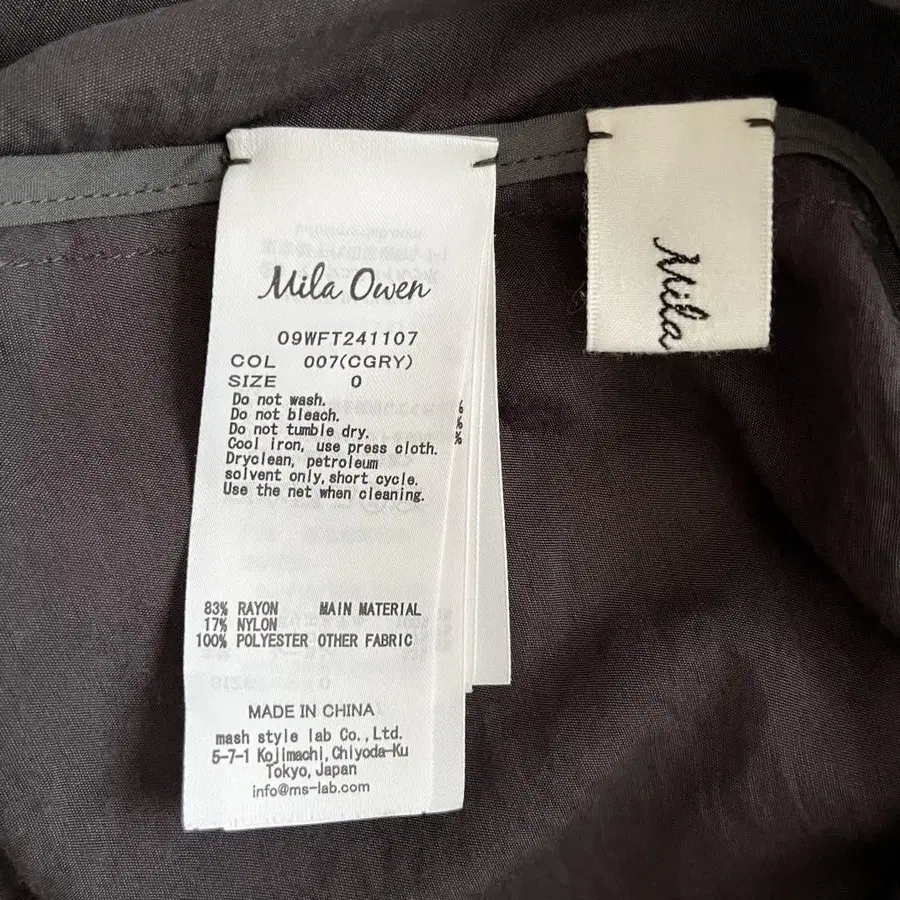 Mila Owen
09WFT241107
COL 007(CGRY)
SIZE 0
Do not wash.
Do not bleach.
Do not tumble dry.
Cool iron, use press cloth.
Dryclean, petroleum
solvent only,short cycle.
Use the net when cleaning.
83% RAYON MAIN MATERIAL
17% NYLON
100% POLYESTER OTHER FABRIC
MADE IN CHINA
mash style lab Co.,Ltd.
5-7-1 Kojimachi,Chiyoda-Ku
Tokyo,Japan
info@ms-lab.com
6
%
%
Mila